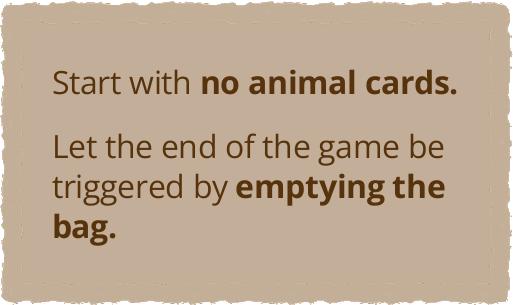 Start with no animal cards.
Let the end of the game be
triggered by emptying the
bag.